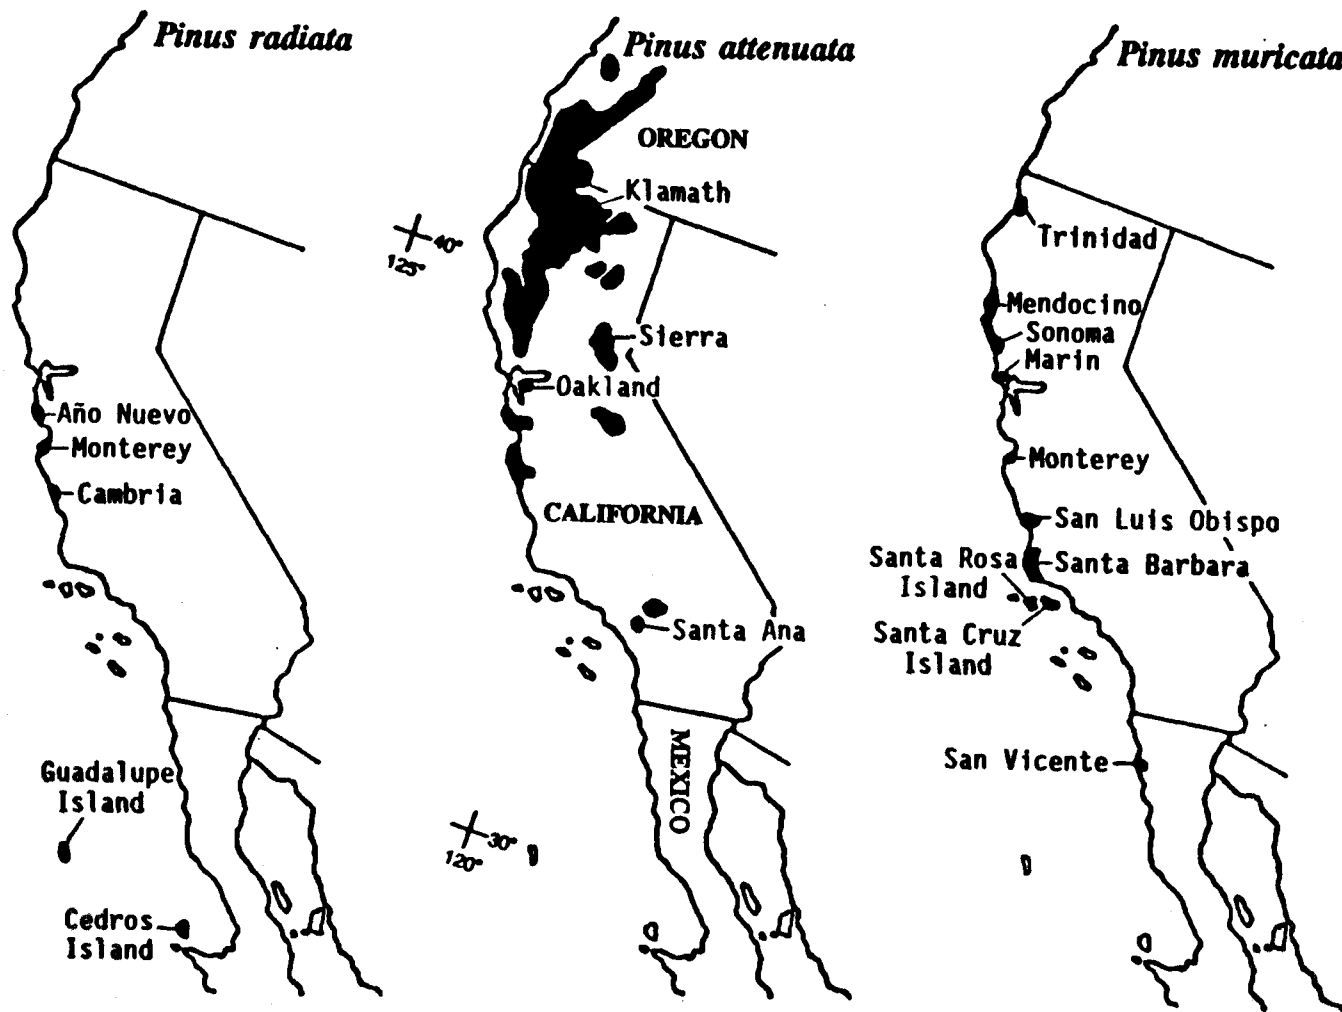 Pinus radiata
Año Nuevo
Monterey
Cambria
Guadalupe
Island
Cedros
Island
Pinus attenuata
OREGON
Klamath
40°
125°
Sierra
Oakland
CALIFORNIA
Santa Ana
MEXICO
30°
120°
Pinus muricata
Trinidad
Mendocino
Sonoma
Marin
Monterey
San Luis Obispo
Santa Rosa
Island
Santa Barbara
Santa Cruz
Island
San Vicente